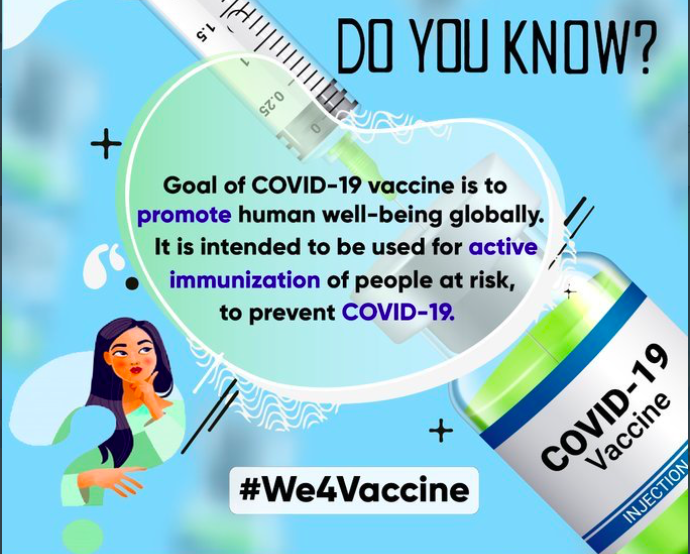 DO YOU KNOW?
1.5
1
0.25
0
Goal of COVID-19 vaccine is to
promote human well-being globally.
It is intended to be used for active
immunization of people at risk,
to prevent COVID-19.
COVID-19
Vaccine
INJECTION
#We4Vaccine